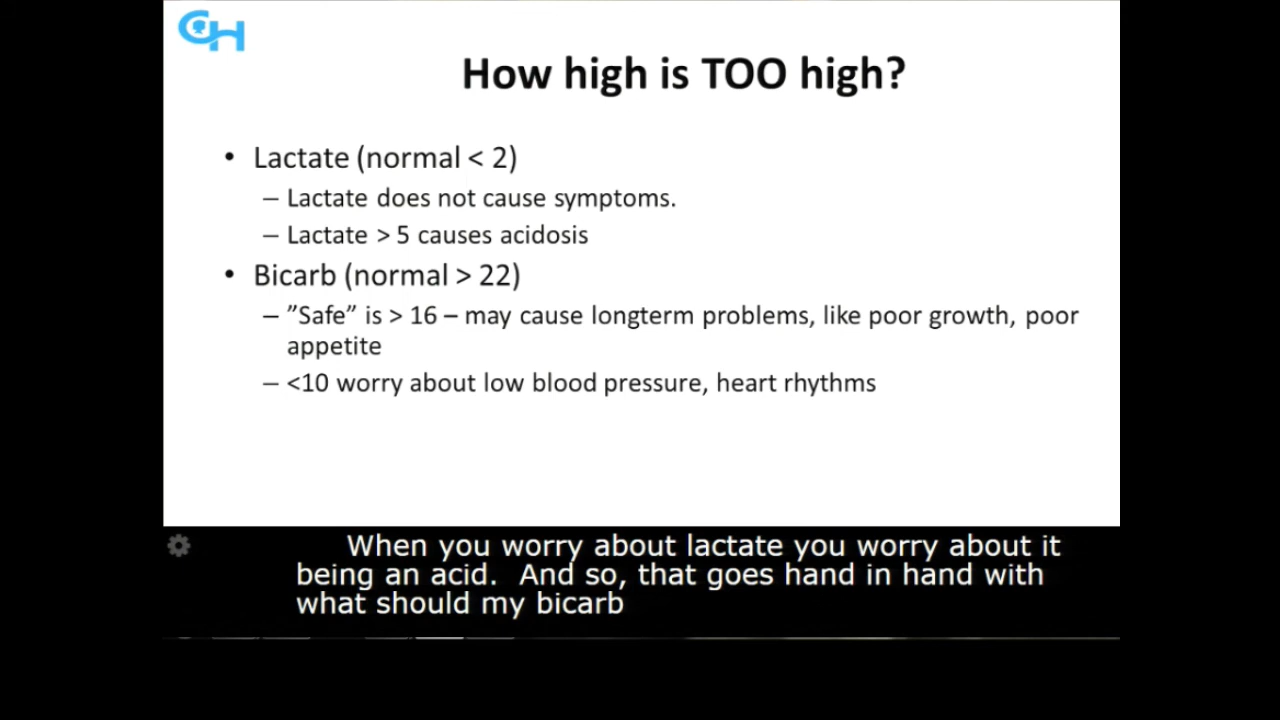 CH
How high is TOO high?
• Lactate (normal < 2)
– Lactate does not cause symptoms.
– Lactate > 5 causes acidosis
• Bicarb (normal > 22)
– ”Safe” is > 16 – may cause longterm problems, like poor growth, poor
appetite
– <10 worry about low blood pressure, heart rhythms
When you worry about lactate you worry about it
being an acid.  And so, that goes hand in hand with
what should my bicarb